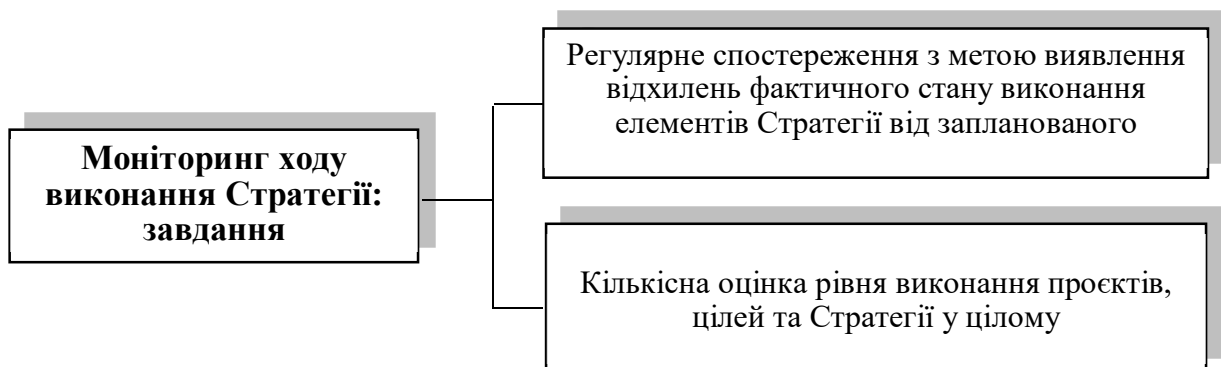 Моніторинг ходу
виконання Стратегії:
завдання
Регулярне спостереження з метою виявлення
відхилень фактичного стану виконання
елементів Стратегії від запланованого
Кількісна оцінка рівня виконання проєктів,
цілей та Стратегії у цілому